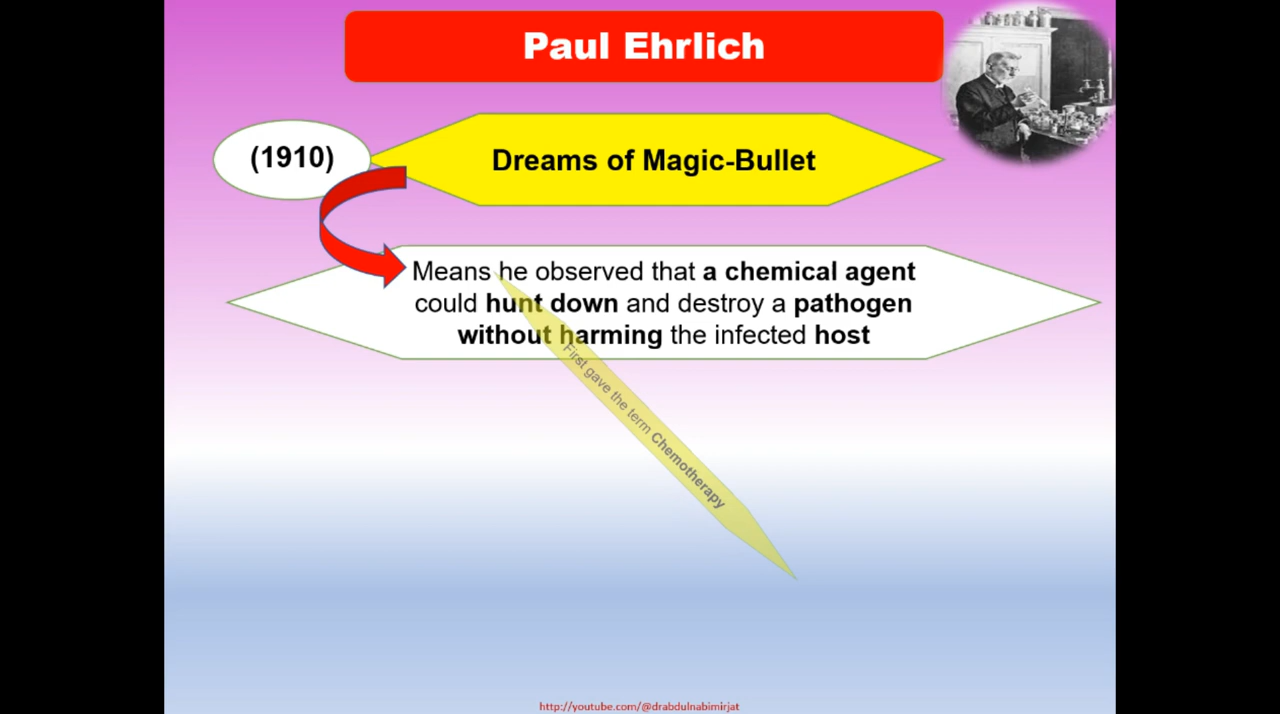 Paul Ehrlich
(1910)
Dreams of Magic-Bullet
Means he observed that a chemical agent
could hunt down and destroy a pathogen
without harming the infected host
First gave the term Chemotherapy
http://youtube.com/@drabdulnabimirjat